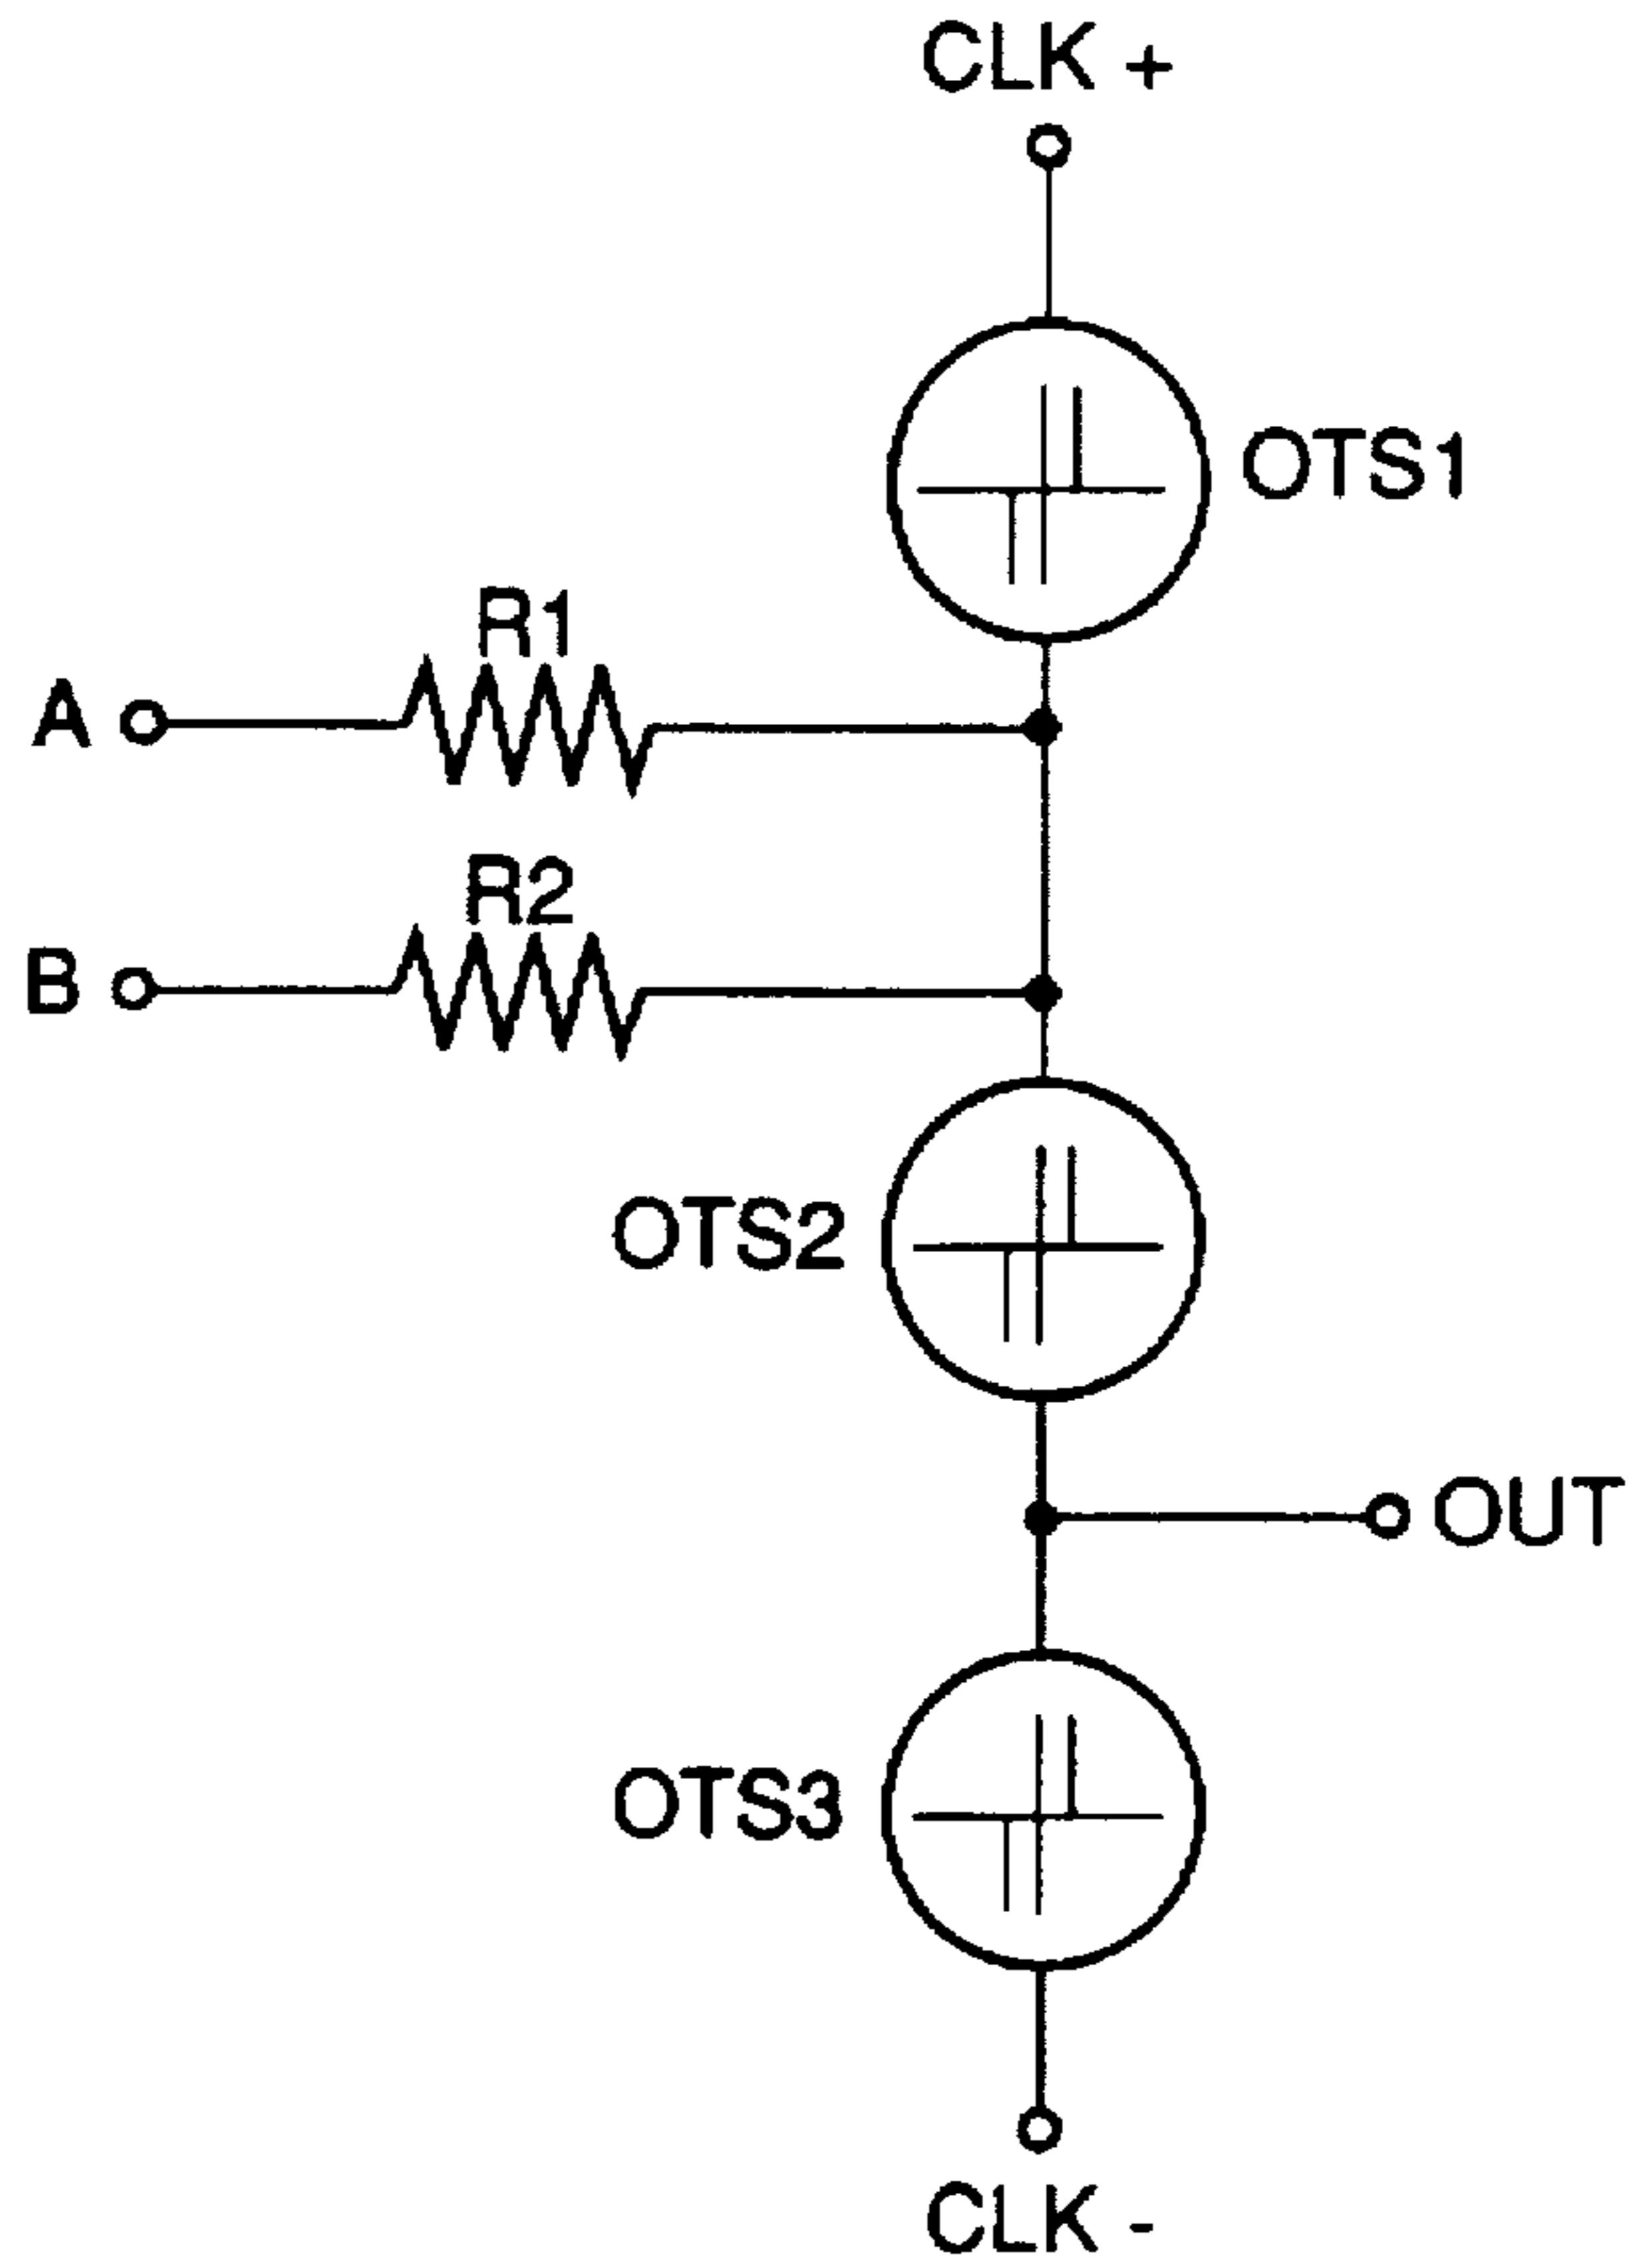 CLK +
OTS1
R1
A
R2
B
OTS2
OUT
OTS3
CLK -